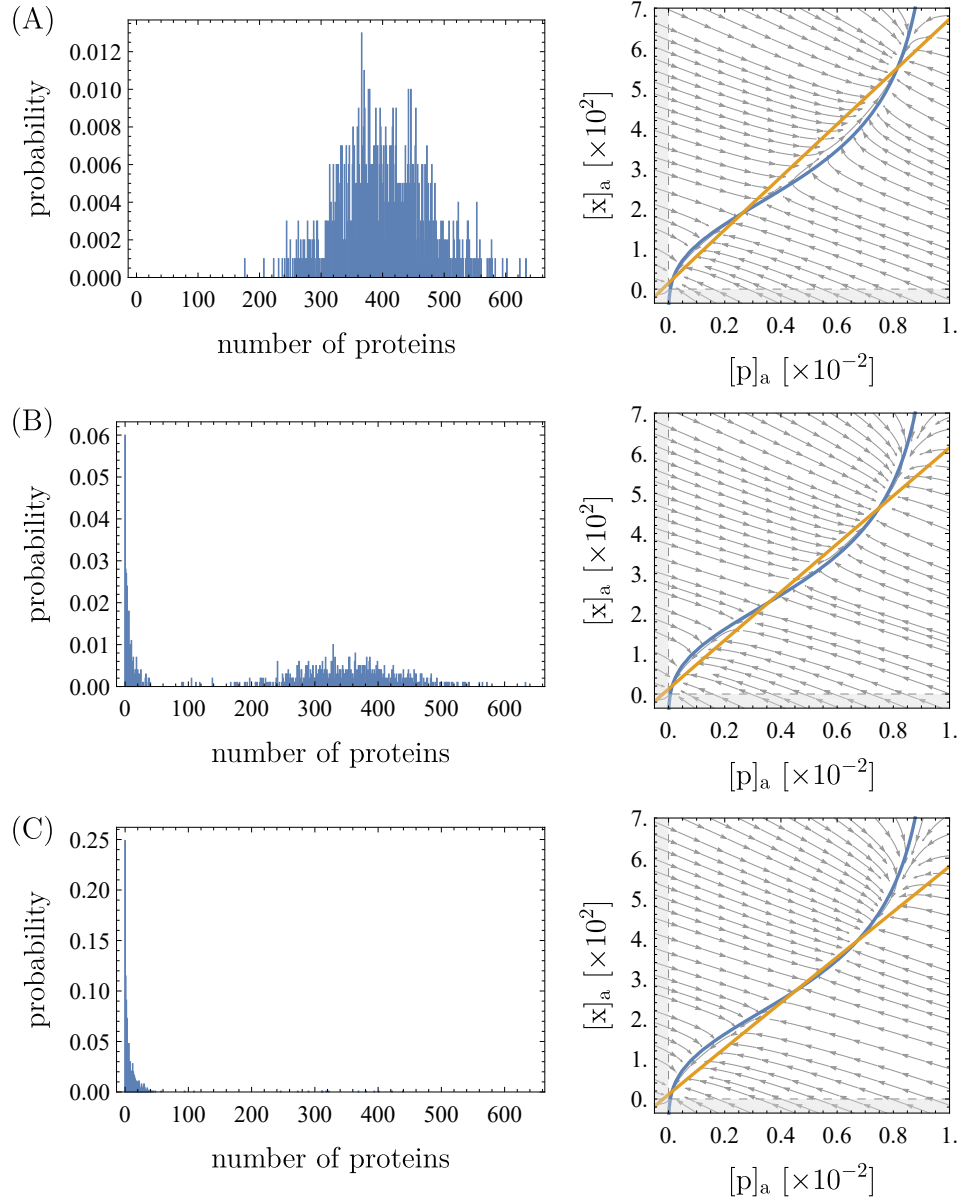 (A)
probability
0.012
0.010
0.008
0.006
0.004
0.002
0.000
0 100 200 300 400 500 600
number of proteins
[x]ₐ [×10²]
7.
6.
5.
4.
3.
2.
1.
0.
0. 0.2 0.4 0.6 0.8 1.
[p]ₐ [×10⁻²]
(B)
probability
0.06
0.05
0.04
0.03
0.02
0.01
0.00
0 100 200 300 400 500 600
number of proteins
[x]ₐ [×10²]
7.
6.
5.
4.
3.
2.
1.
0.
0. 0.2 0.4 0.6 0.8 1.
[p]ₐ [×10⁻²]
(C)
probability
0.25
0.20
0.15
0.10
0.05
0.00
0 100 200 300 400 500 600
number of proteins
[x]ₐ [×10²]
7.
6.
5.
4.
3.
2.
1.
0.
0. 0.2 0.4 0.6 0.8 1.
[p]ₐ [×10⁻²]